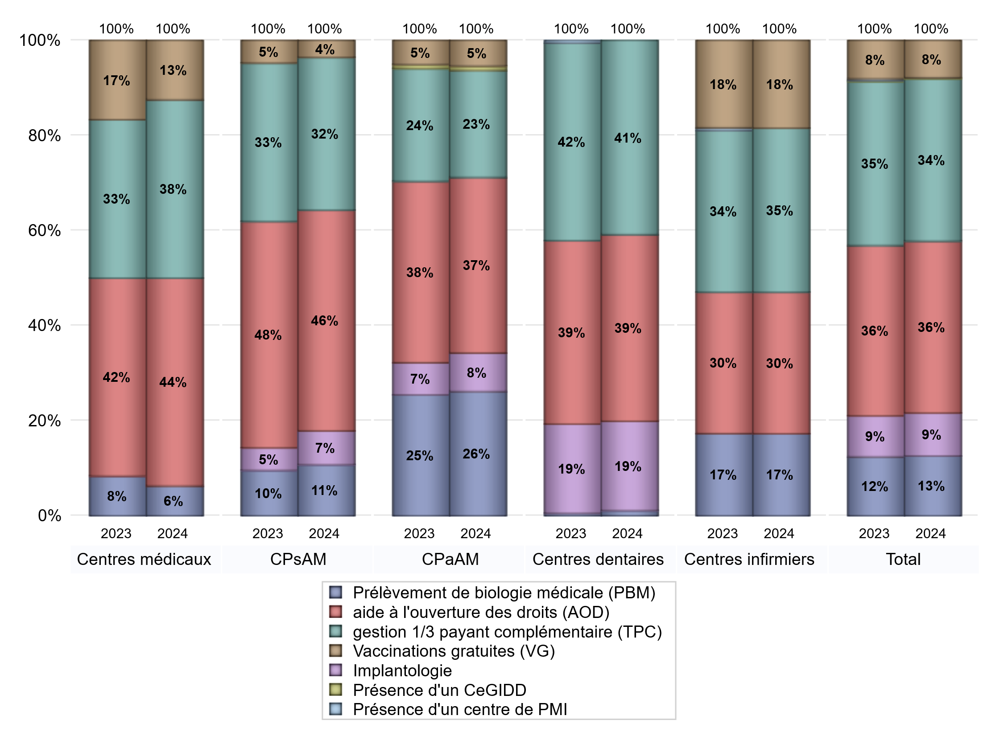 100% 100% 100% 100% 100% 100% 100% 100% 100% 100% 100% 100%
100%
80%
60%
40%
20%
0%
17% 13% 5% 4% 5% 5% 18% 18% 8% 8%
33% 38% 33% 32% 24% 23% 42% 41% 34% 35% 35% 34%
42% 44% 48% 46% 38% 37% 39% 39% 30% 30% 36% 36%
5% 7% 7% 8% 19% 19% 9% 9%
8% 6% 10% 11% 25% 26% 17% 17% 12% 13%
2023 2024 2023 2024 2023 2024 2023 2024 2023 2024 2023 2024
Centres médicaux CPsAM CPaAM Centres dentaires Centres infirmiers Total
Prélèvement de biologie médicale (PBM)
aide à l'ouverture des droits (AOD)
gestion 1/3 payant complémentaire (TPC)
Vaccinations gratuites (VG)
Implantologie
Présence d'un CeGIDD
Présence d'un centre de PMI